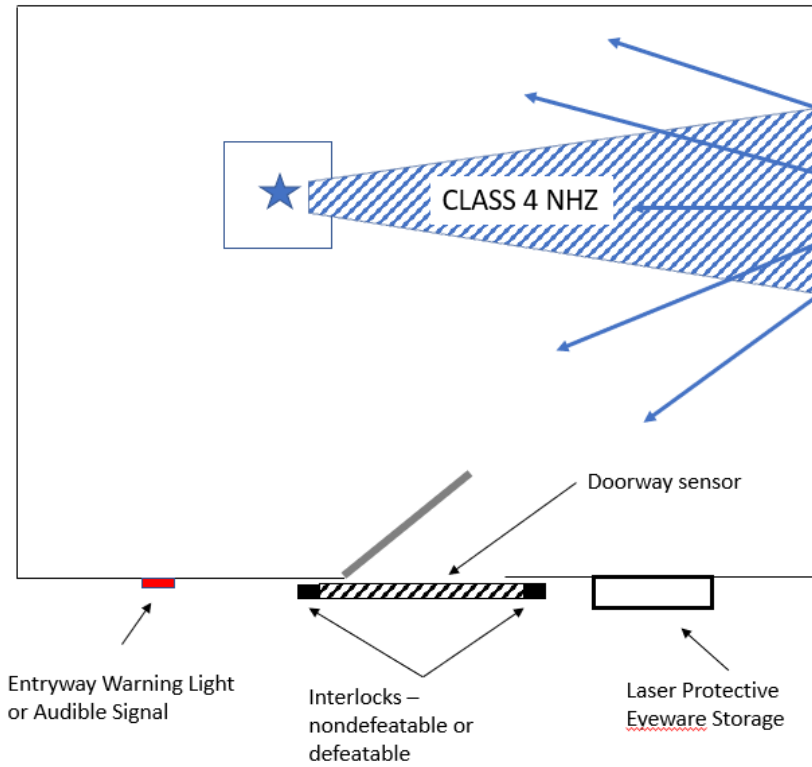 CLASS 4 NHZ
Doorway sensor
Entryway Warning Light
or Audible Signal
Interlocks –
nondefeatable or
defeatable
Laser Protective
Eyeware Storage